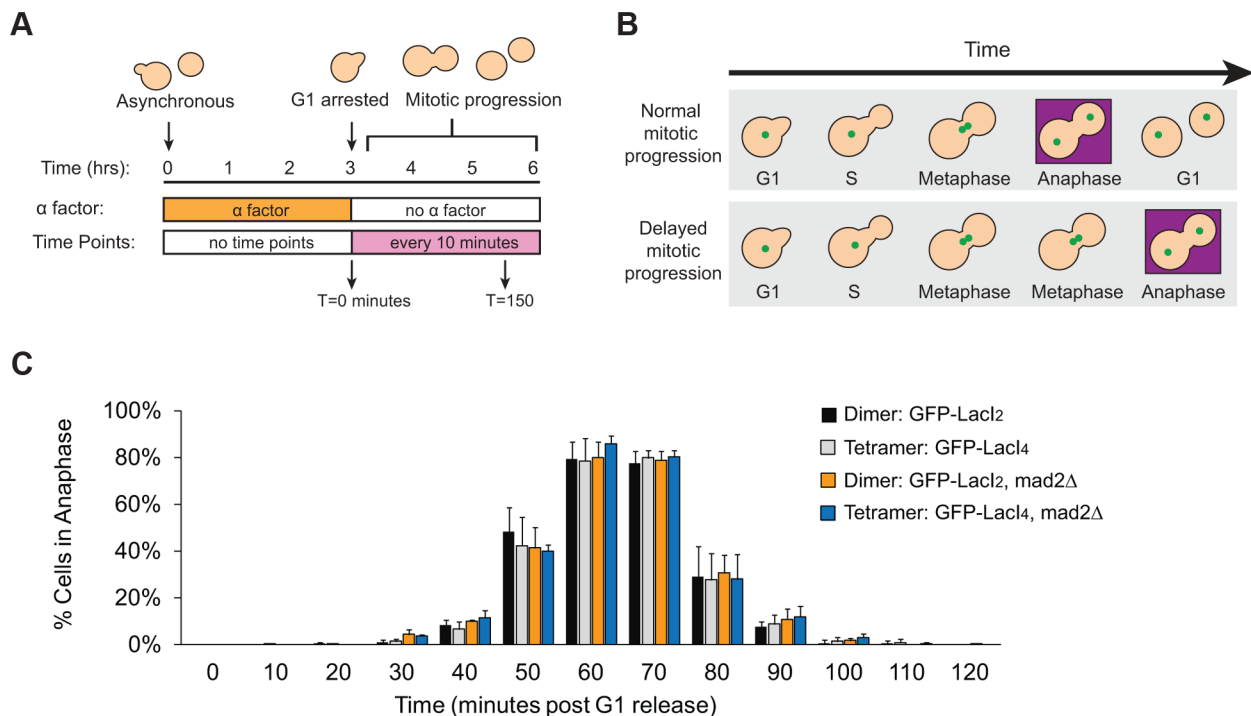 A
Asynchronous
G1 arrested
Mitotic progression
Time (hrs):
0 1 2 3 4 5 6
α factor:
α factor
no α factor
Time Points:
no time points
every 10 minutes
T=0 minutes
T=150
B
Time
Normal
mitotic
progression
G1 S Metaphase Anaphase G1
Delayed
mitotic
progression
G1 S Metaphase Metaphase Anaphase
C
% Cells in Anaphase
100%
80%
60%
40%
20%
0%
0 10 20 30 40 50 60 70 80 90 100 110 120
Time (minutes post G1 release)
Dimer: GFP-LacI2
Tetramer: GFP-LacI4
Dimer: GFP-LacI2, mad2Δ
Tetramer: GFP-LacI4, mad2Δ